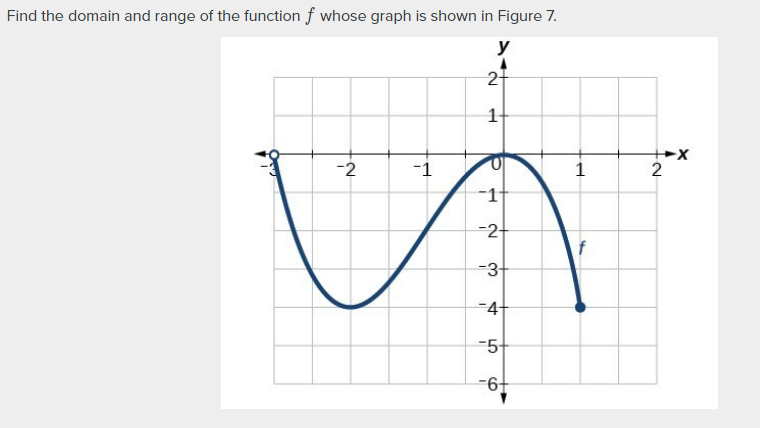 Find the domain and range of the function f whose graph is shown in Figure 7.
y
2
1
x
-3 -2 -1 0 1 2
-1
-2
f
-3
-4
-5
-6